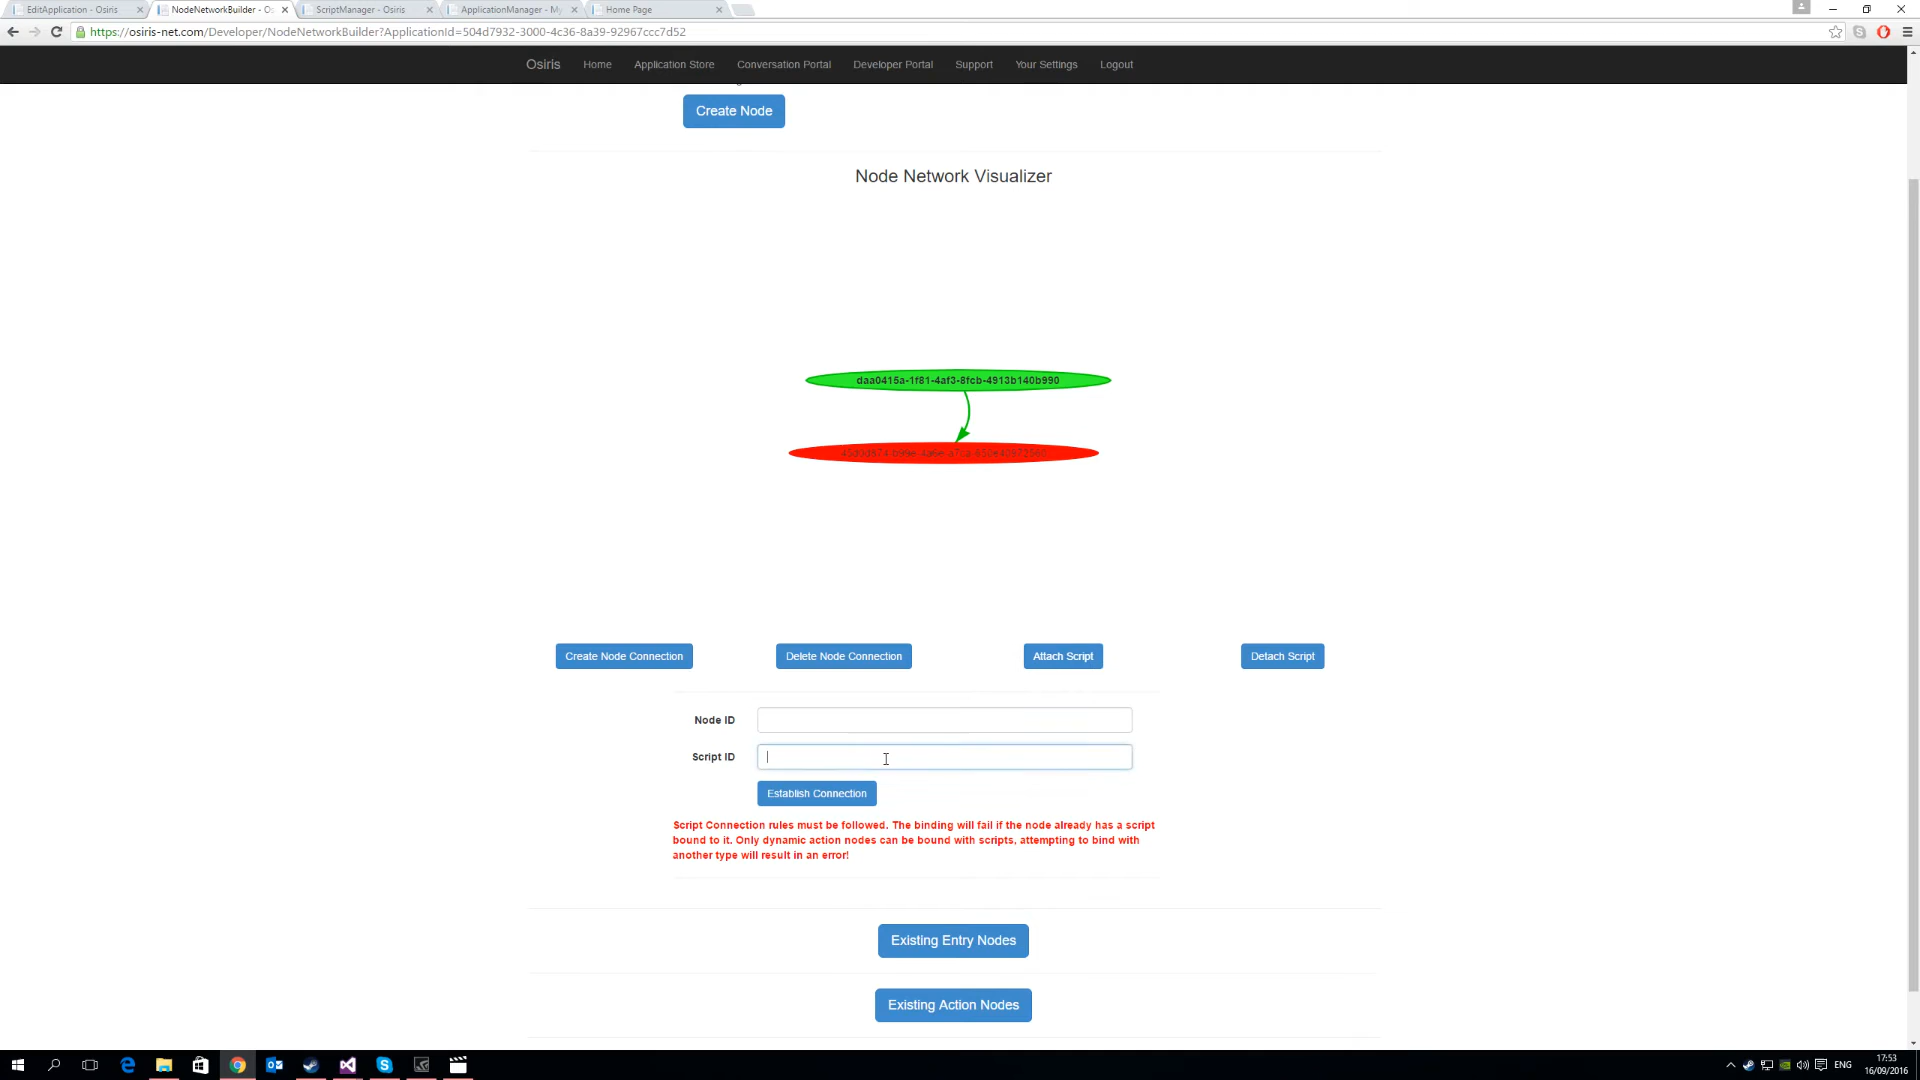 EditApplication - Osiris
NodeNetworkBuilder - Os
ScriptManager - Osiris
ApplicationManager - My
Home Page
https://osiris-net.com/Developer/NodeNetworkBuilder?ApplicationId=504d7932-3000-4c36-8a39-92967ccc7d52
Osiris Home Application Store Conversation Portal Developer Portal Support Your Settings Logout
Create Node
Node Network Visualizer
daa0415a-1f81-4af3-8fcb-4913b140b990
Create Node Connection Delete Node Connection Attach Script Detach Script
Node ID
Script ID
Establish Connection
Script Connection rules must be followed. The binding will fail if the node already has a script
bound to it. Only dynamic action nodes can be bound with scripts, attempting to bind with
another type will result in an error!
Existing Entry Nodes
Existing Action Nodes
ENG
17:53
16/09/2016